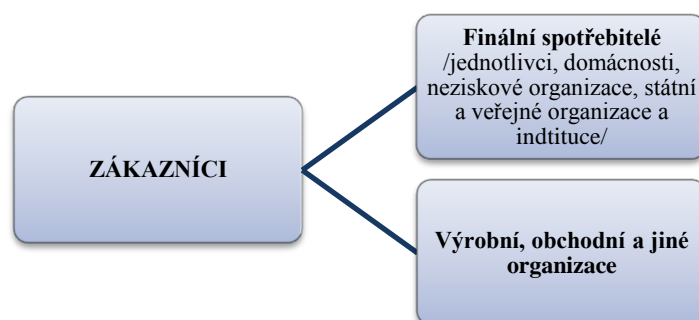 ZÁKAZNÍCI
Finální spotřebitelé
/jednotlivci, domácnosti,
neziskové organizace, státní
a veřejné organizace a
indtituce/
Výrobní, obchodní a jiné
organizace